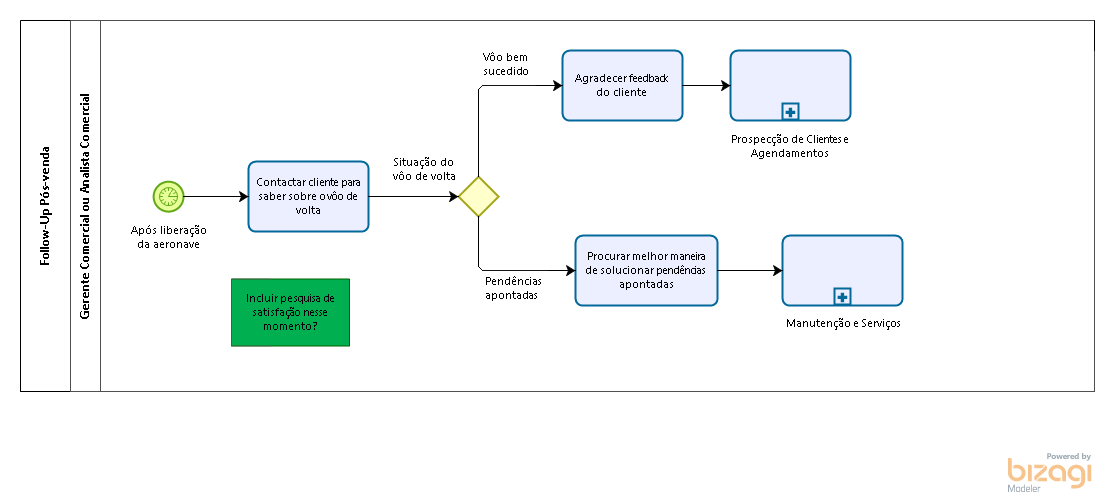 Follow-Up Pós-venda
Gerente Comercial ou Analista Comercial
Após liberação
da aeronave
Contactar cliente para
saber sobre o vôo de
volta
Incluir pesquisa de
satisfação nesse
momento?
Situação do
vôo de volta
Vôo bem
sucedido
Agradecer feedback
do cliente
Prospecção de Clientes e
Agendamentos
Pendências
apontadas
Procurar melhor maneira
de solucionar pendências
apontadas
Manutenção e Serviços
Powered by
bizagi
Modeler